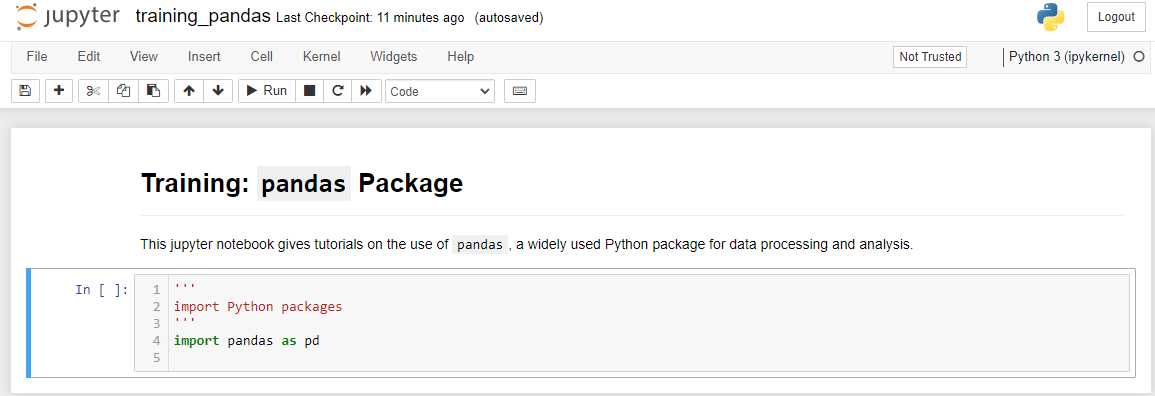 jupyter training_pandas Last Checkpoint: 11 minutes ago (autosaved) Logout
File Edit View Insert Cell Kernel Widgets Help Not Trusted Python 3 (ipykernel)
Run Code
Training: pandas Package
This jupyter notebook gives tutorials on the use of pandas, a widely used Python package for data processing and analysis.
In [ ]: 1 '''
2 import Python packages
3 '''
4 import pandas as pd
5